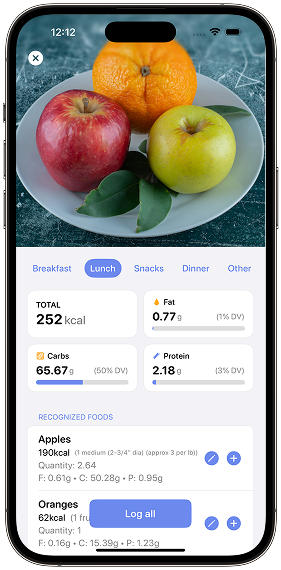 12:12
Breakfast Lunch Snacks Dinner Other
TOTAL
252 kcal
Fat
0.77 g (1% DV)
Carbs
65.67 g (50% DV)
Protein
2.18 g (3% DV)
RECOGNIZED FOODS
Apples
190kcal (1 medium (2-3/4" dia) (approx 3 per lb))
Quantity: 2.64
F: 0.61g • C: 50.28g • P: 0.95g
Oranges
62kcal (1 fru
Quantity: 1
Log all
F: 0.16g • C: 15.39g • P: 1.23g